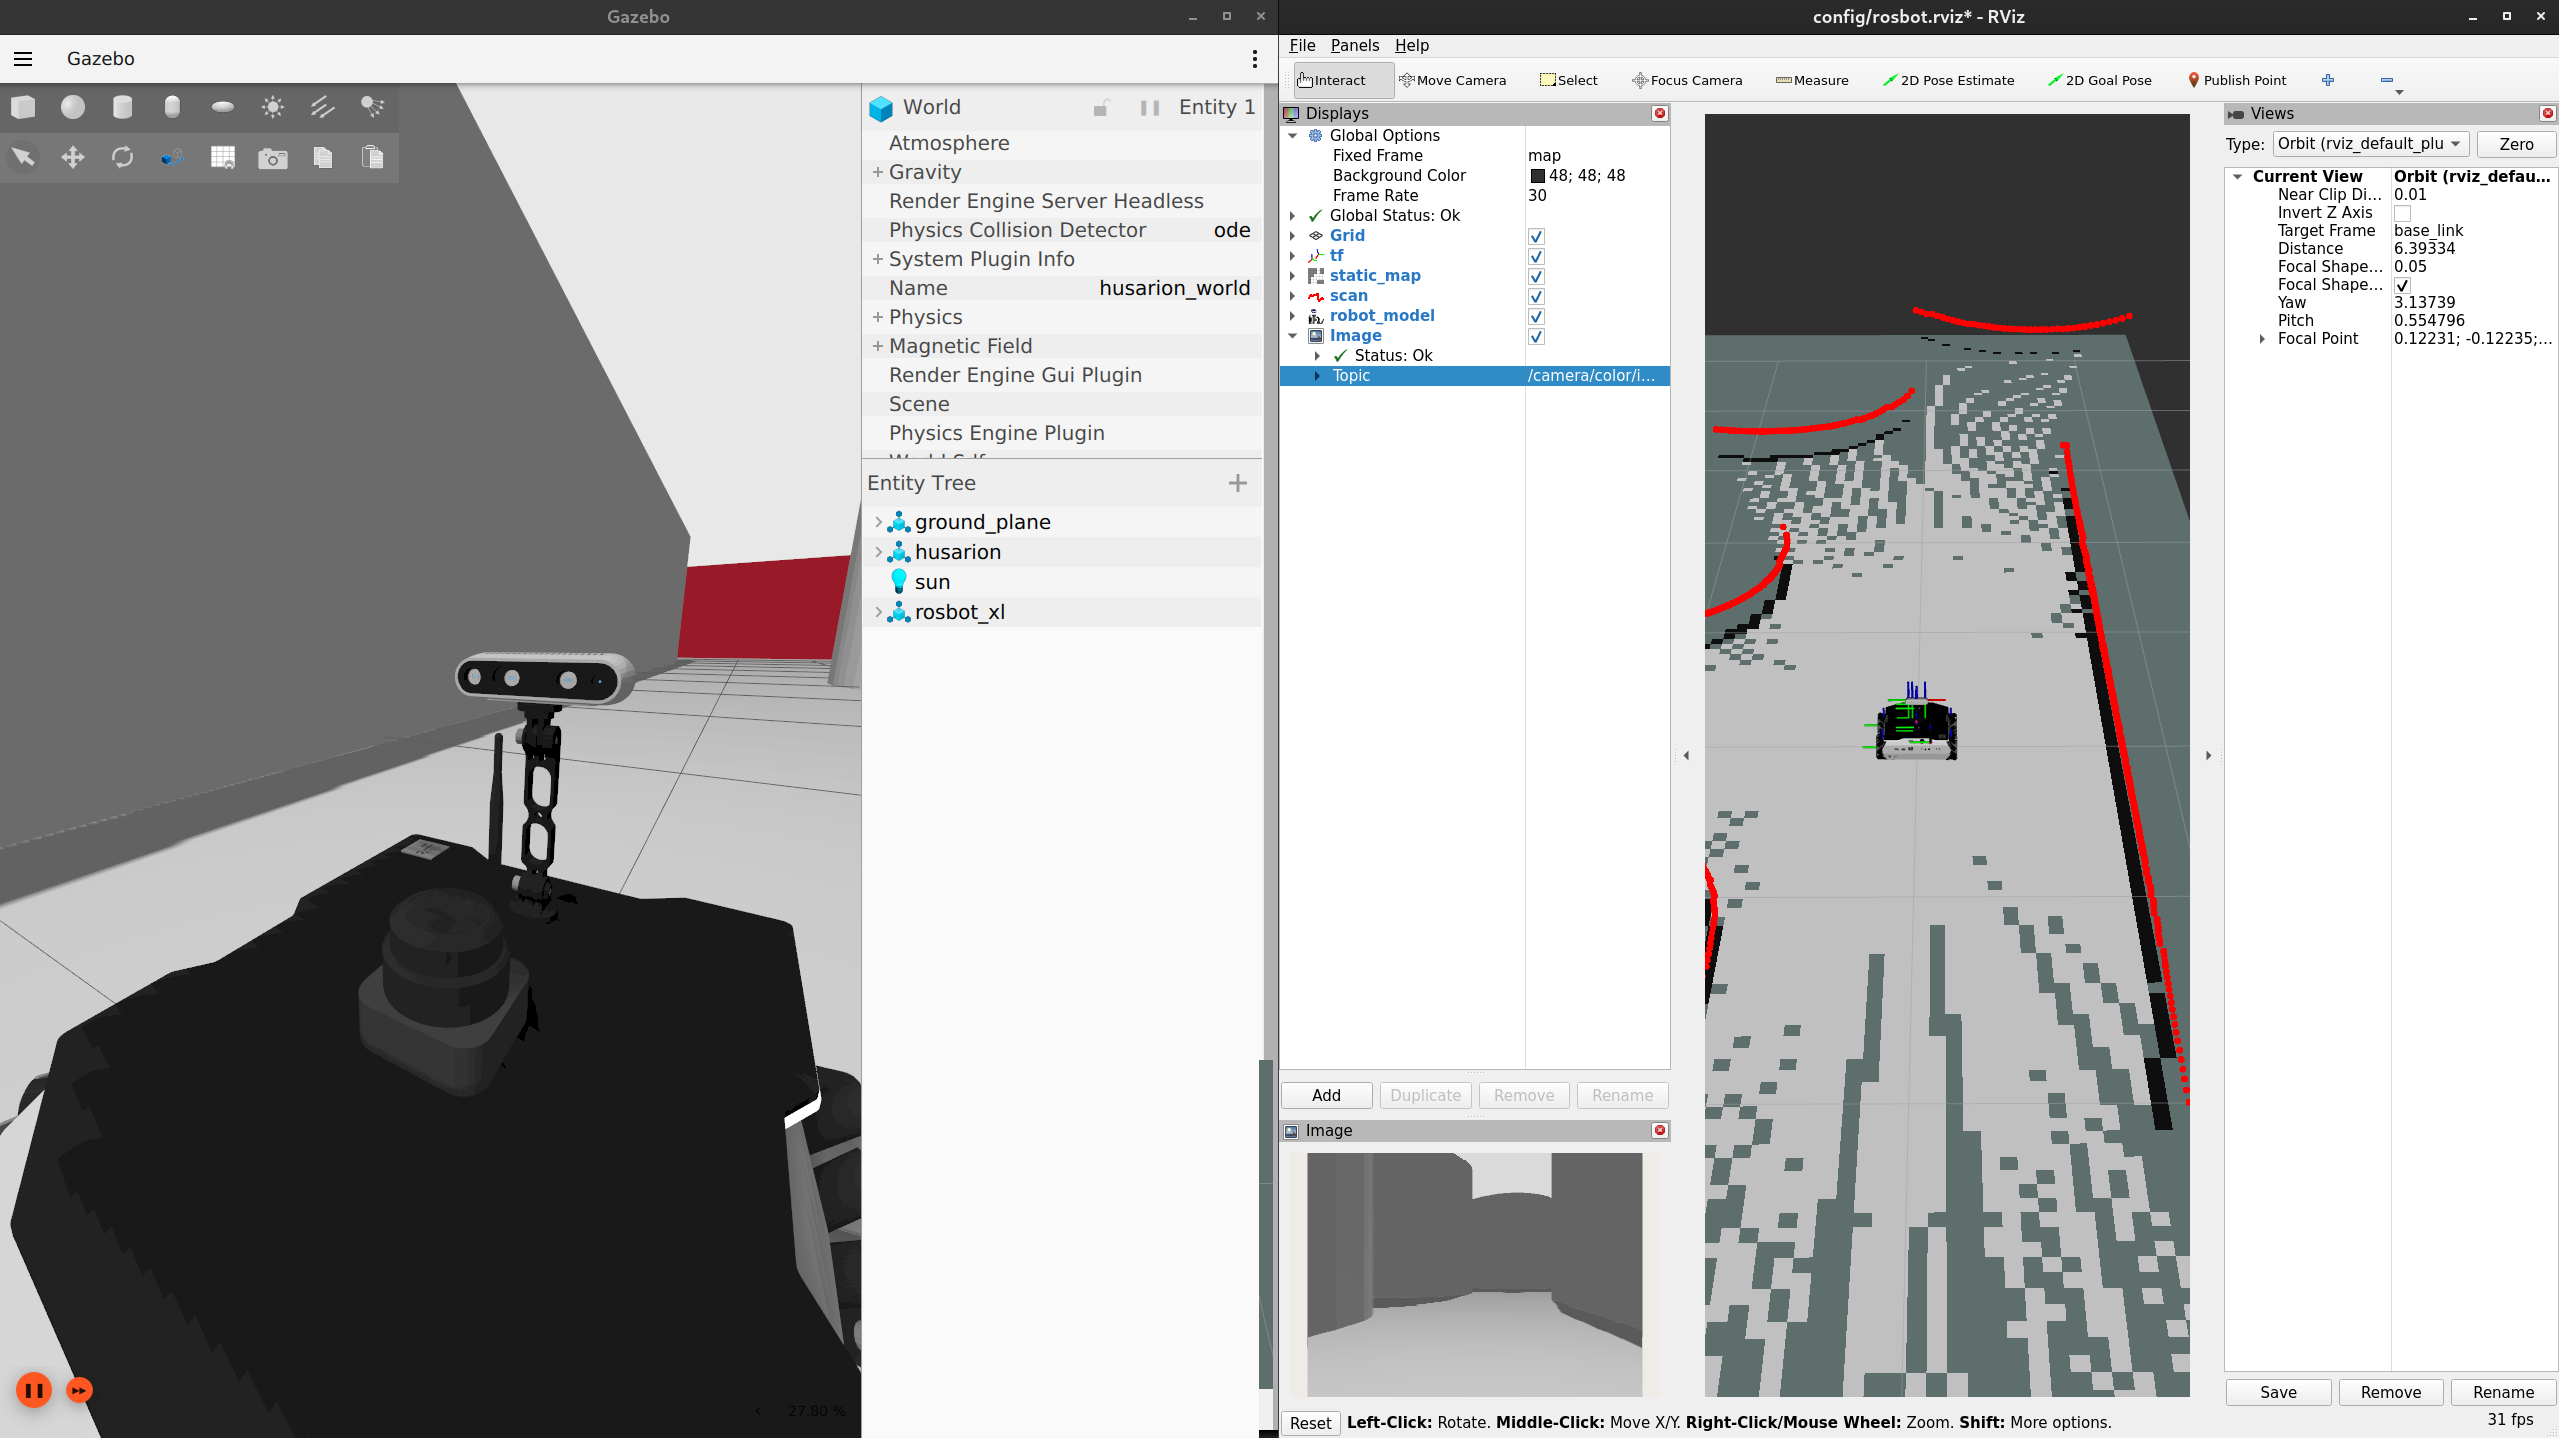 Gazebo
Gazebo
World Entity 1
Atmosphere
+ Gravity
Render Engine Server Headless
Physics Collision Detector ode
+ System Plugin Info
Name husarion_world
+ Physics
+ Magnetic Field
Render Engine Gui Plugin
Scene
Physics Engine Plugin
Entity Tree +
ground_plane
husarion
sun
rosbot_xl
27.80 %
config/rosbot.rviz* - RViz
File Panels Help
Interact Move Camera Select Focus Camera Measure 2D Pose Estimate 2D Goal Pose Publish Point
Displays
Global Options
Fixed Frame map
Background Color 48; 48; 48
Frame Rate 30
Global Status: Ok
Grid
tf
static_map
scan
robot_model
Image
Status: Ok
Topic /camera/color/i...
Add Duplicate Remove Rename
Image
Reset Left-Click: Rotate. Middle-Click: Move X/Y. Right-Click/Mouse Wheel: Zoom. Shift: More options.
Views
Type: Orbit (rviz_default_plu Zero
Current View Orbit (rviz_defau...
Near Clip Di... 0.01
Invert Z Axis
Target Frame base_link
Distance 6.39334
Focal Shape... 0.05
Focal Shape...
Yaw 3.13739
Pitch 0.554796
Focal Point 0.12231; -0.12235;...
Save Remove Rename
31 fps